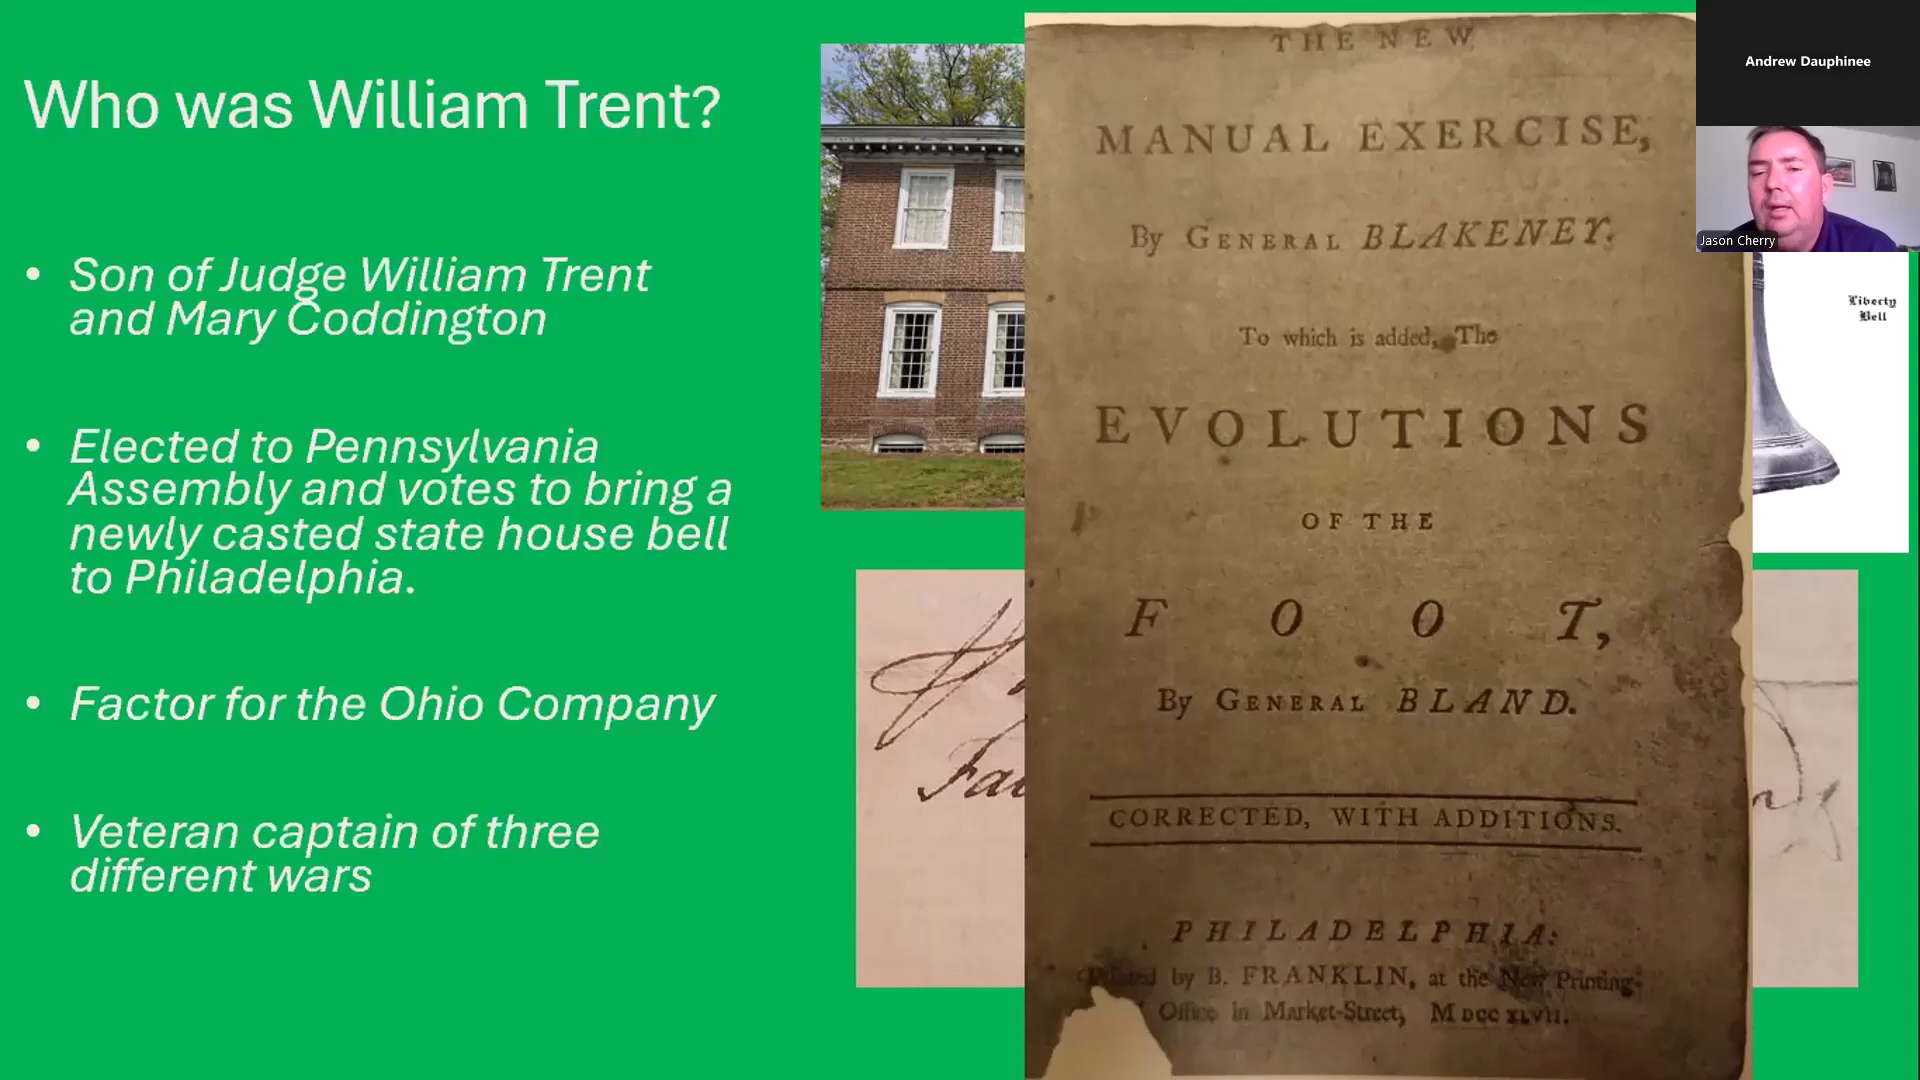 Who was William Trent?
• Son of Judge William Trent
and Mary Coddington
• Elected to Pennsylvania
Assembly and votes to bring a
newly casted state house bell
to Philadelphia.
• Factor for the Ohio Company
• Veteran captain of three
different wars
THE NEW
MANUAL EXERCISE,
By GENERAL BLAKENEY.
To which is added, The
EVOLUTIONS
OF THE
FOOT,
By GENERAL BLAND.
CORRECTED, WITH ADDITIONS.
PHILADELPHIA:
Printed by B. FRANKLIN, at the New Printing-
Office in Market-Street, MDCCXLVII.
Andrew Dauphinee
Jason Cherry
Liberty
Bell